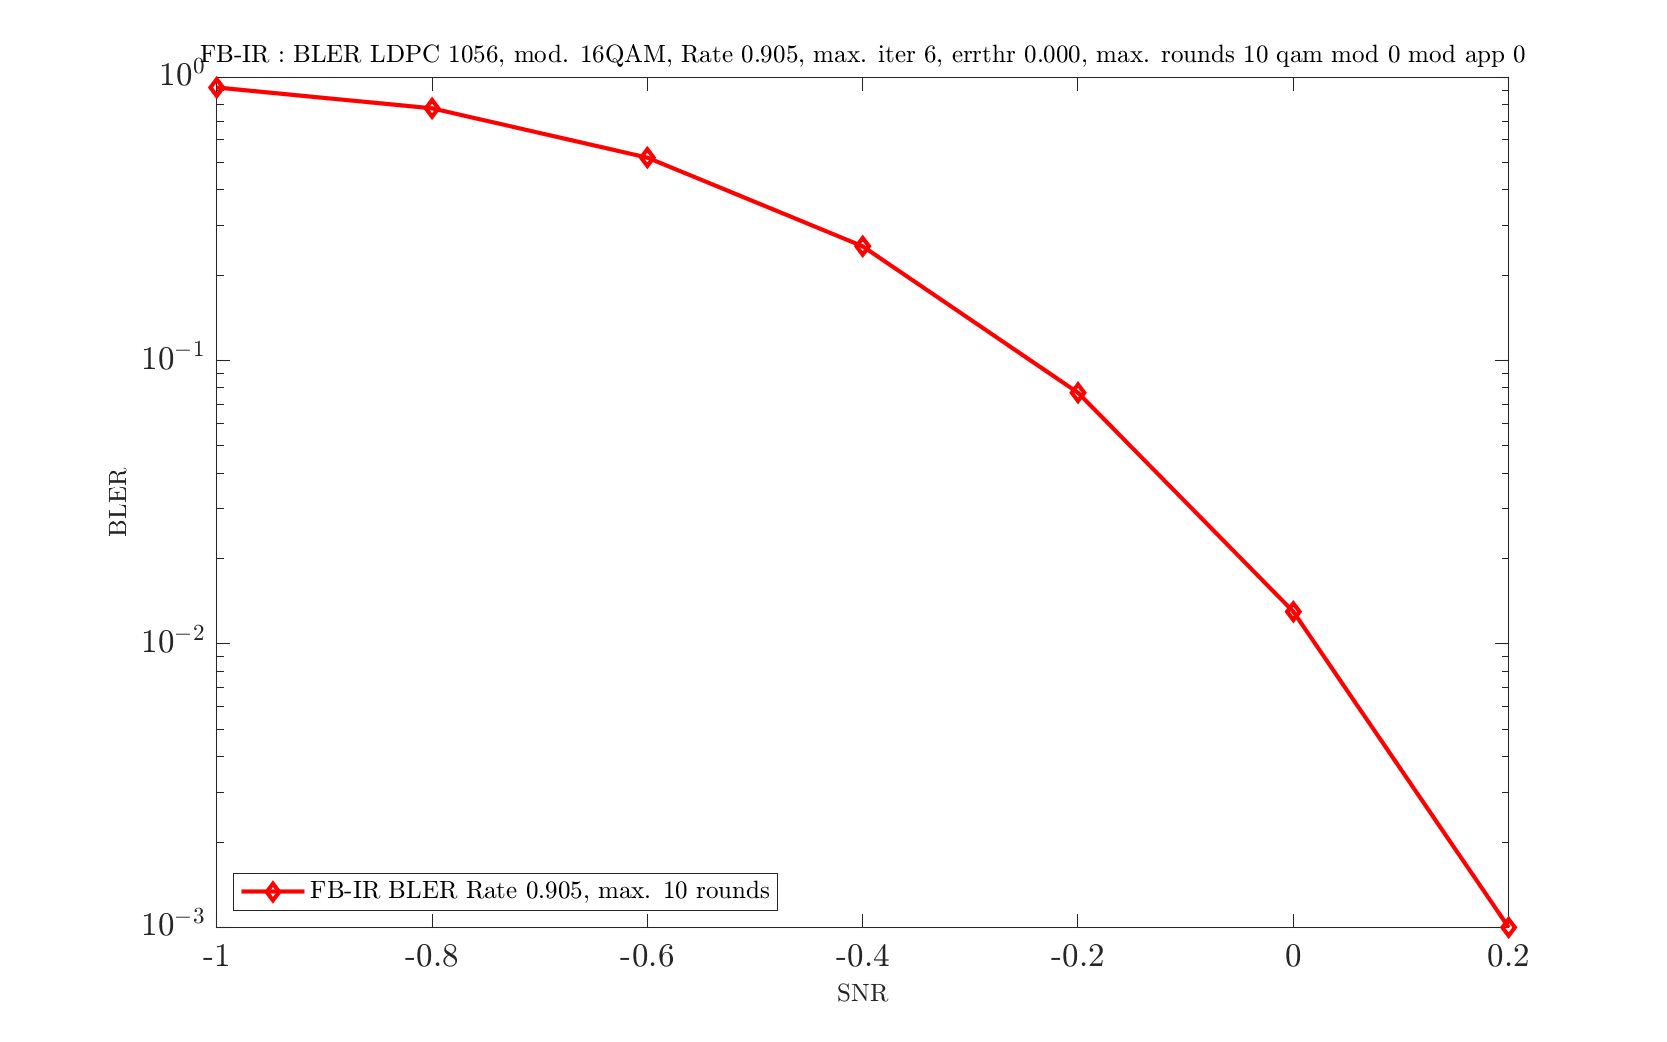 FB-IR : BLER LDPC 1056, mod. 16QAM, Rate 0.905, max. iter 6, errthr 0.000, max. rounds 10 qam mod 0 mod app 0
10⁰
10⁻¹
10⁻²
10⁻³
BLER
FB-IR BLER Rate 0.905, max. 10 rounds
-1 -0.8 -0.6 -0.4 -0.2 0 0.2
SNR